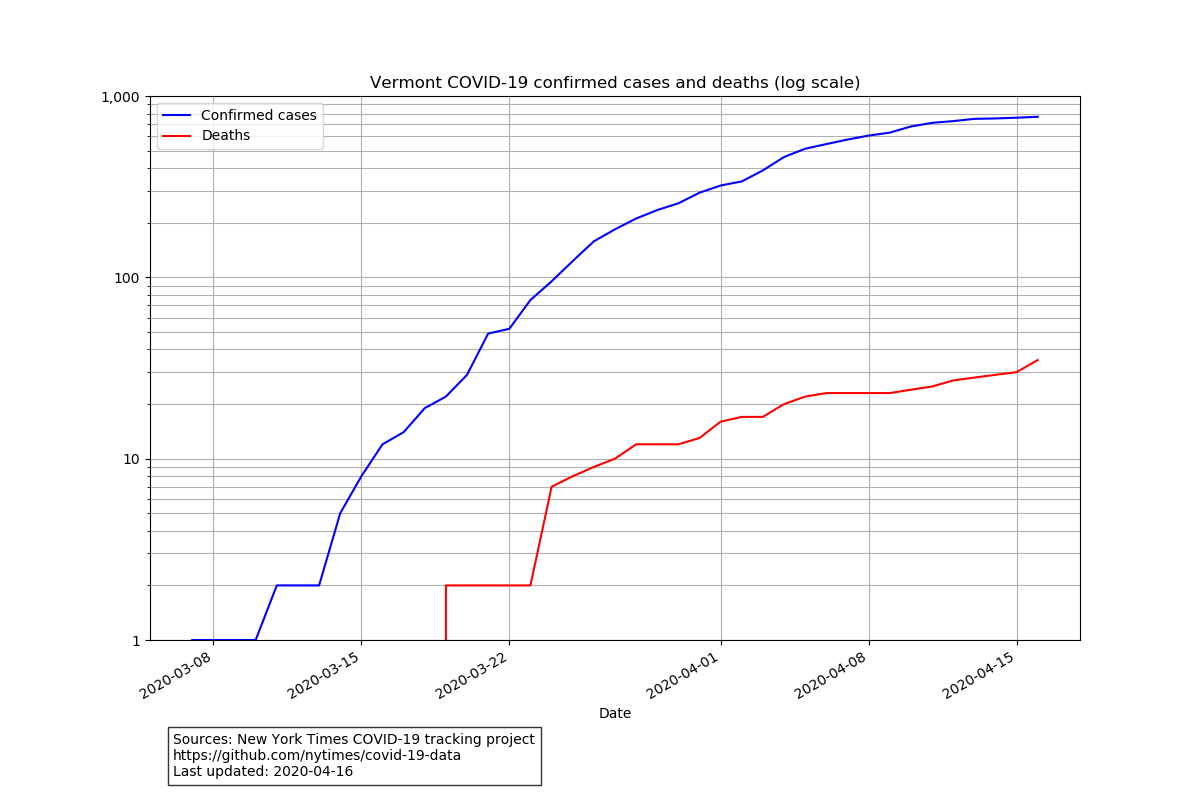 Vermont COVID-19 confirmed cases and deaths (log scale)
1,000
Confirmed cases
Deaths
100
10
1
2020-03-08
2020-03-15
2020-03-22
2020-04-01
2020-04-08
2020-04-15
Date
Sources: New York Times COVID-19 tracking project
https://github.com/nytimes/covid-19-data
Last updated: 2020-04-16